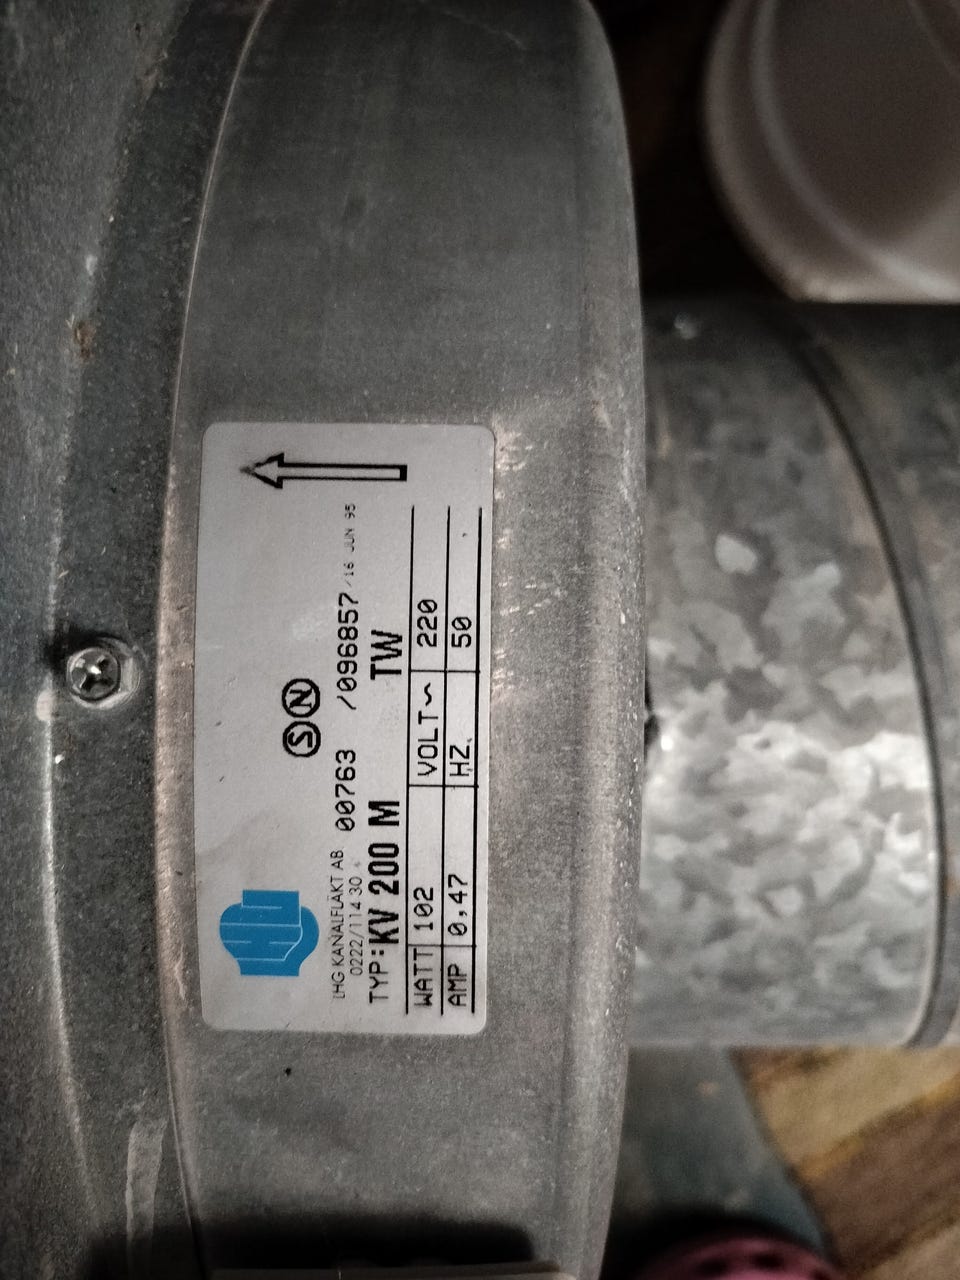 Ⓢ Ⓝ
LHG KANALFLÄKT AB 00763 /096857 /16 JUN 95
0222/114 30
TYP: KV 200 M TW
WATT 102 VOLT~ 220
AMP 0,47 HZ. 50